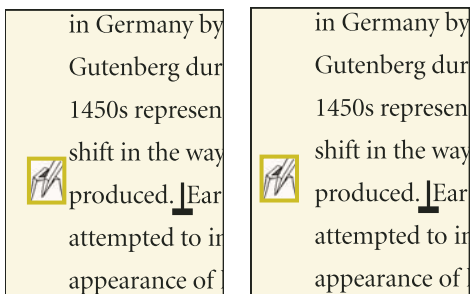 in Germany by
Gutenberg dur
1450s represen
shift in the way
produced. Ear
attempted to in
appearance of
in Germany by
Gutenberg dur
1450s represen
shift in the way
produced. Ear
attempted to in
appearance of